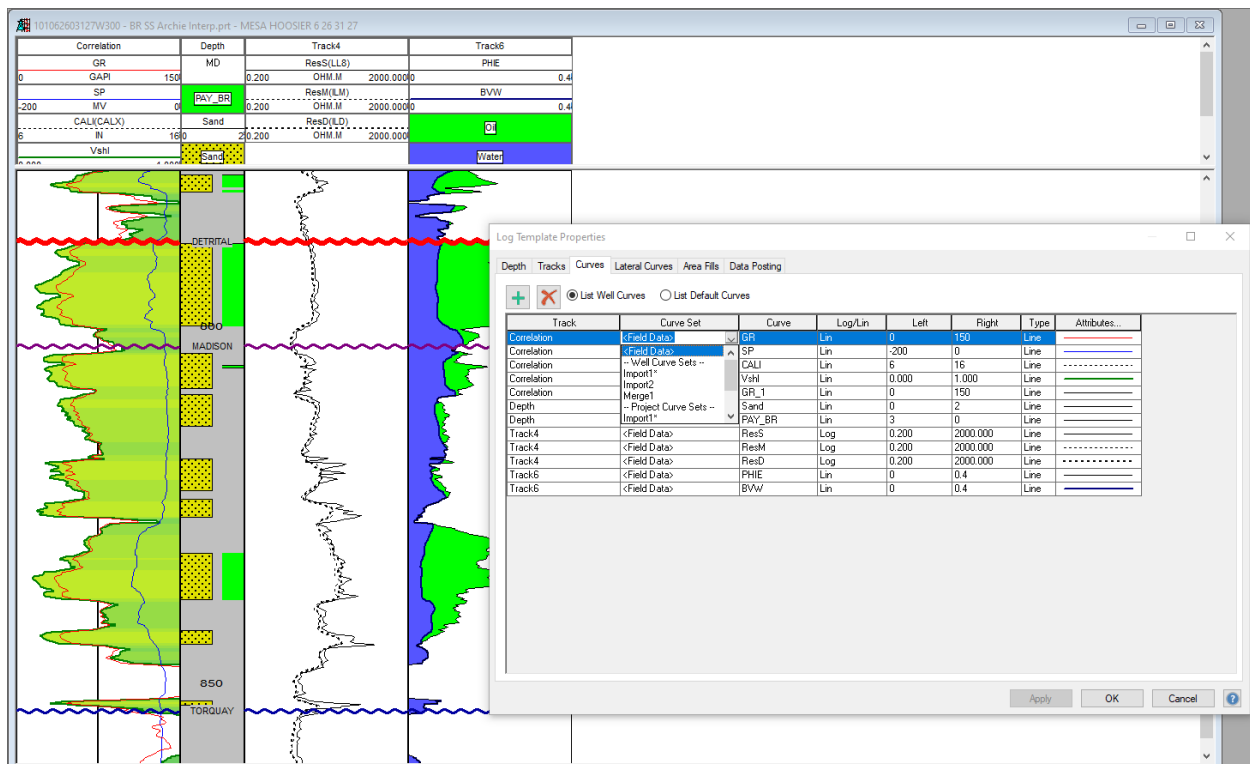 101062603127W300 - BR SS Archie Interp.prt - MESA HOOSIER 6 26 31 27
Correlation Depth Track4 Track6
GR MD ResS(LL8) PHIE
0 GAPI 150 0.200 OHM.M 2000.000 0 0.4
SP PAY_BR ResM(ILM) BVW
-200 MV 0 0.200 OHM.M 2000.000 0 0.4
CALI(CALX) Sand ResD(ILD) Oil
6 IN 16 0 2 0.200 OHM.M 2000.000
Vshl Sand Water
0.000 1.000
DETRITAL
800
MADISON
850
TORQUAY
Log Template Properties
Depth Tracks Curves Lateral Curves Area Fills Data Posting
List Well Curves List Default Curves
Track Curve Set Curve Log/Lin Left Right Type Attributes...
Correlation <Field Data> GR Lin 0 150 Line
Correlation <Field Data> SP Lin -200 0 Line
Correlation -- Well Curve Sets -- CALI Lin 6 16 Line
Correlation Import1* Vshl Lin 0.000 1.000 Line
Import2
Correlation Merge1 GR_1 Lin 0 150 Line
Depth -- Project Curve Sets -- Sand Lin 0 2 Line
Depth Import1* PAY_BR Lin 3 0 Line
Track4 <Field Data> ResS Log 0.200 2000.000 Line
Track4 <Field Data> ResM Log 0.200 2000.000 Line
Track4 <Field Data> ResD Log 0.200 2000.000 Line
Track6 <Field Data> PHIE Lin 0 0.4 Line
Track6 <Field Data> BVW Lin 0 0.4 Line
Apply OK Cancel ?